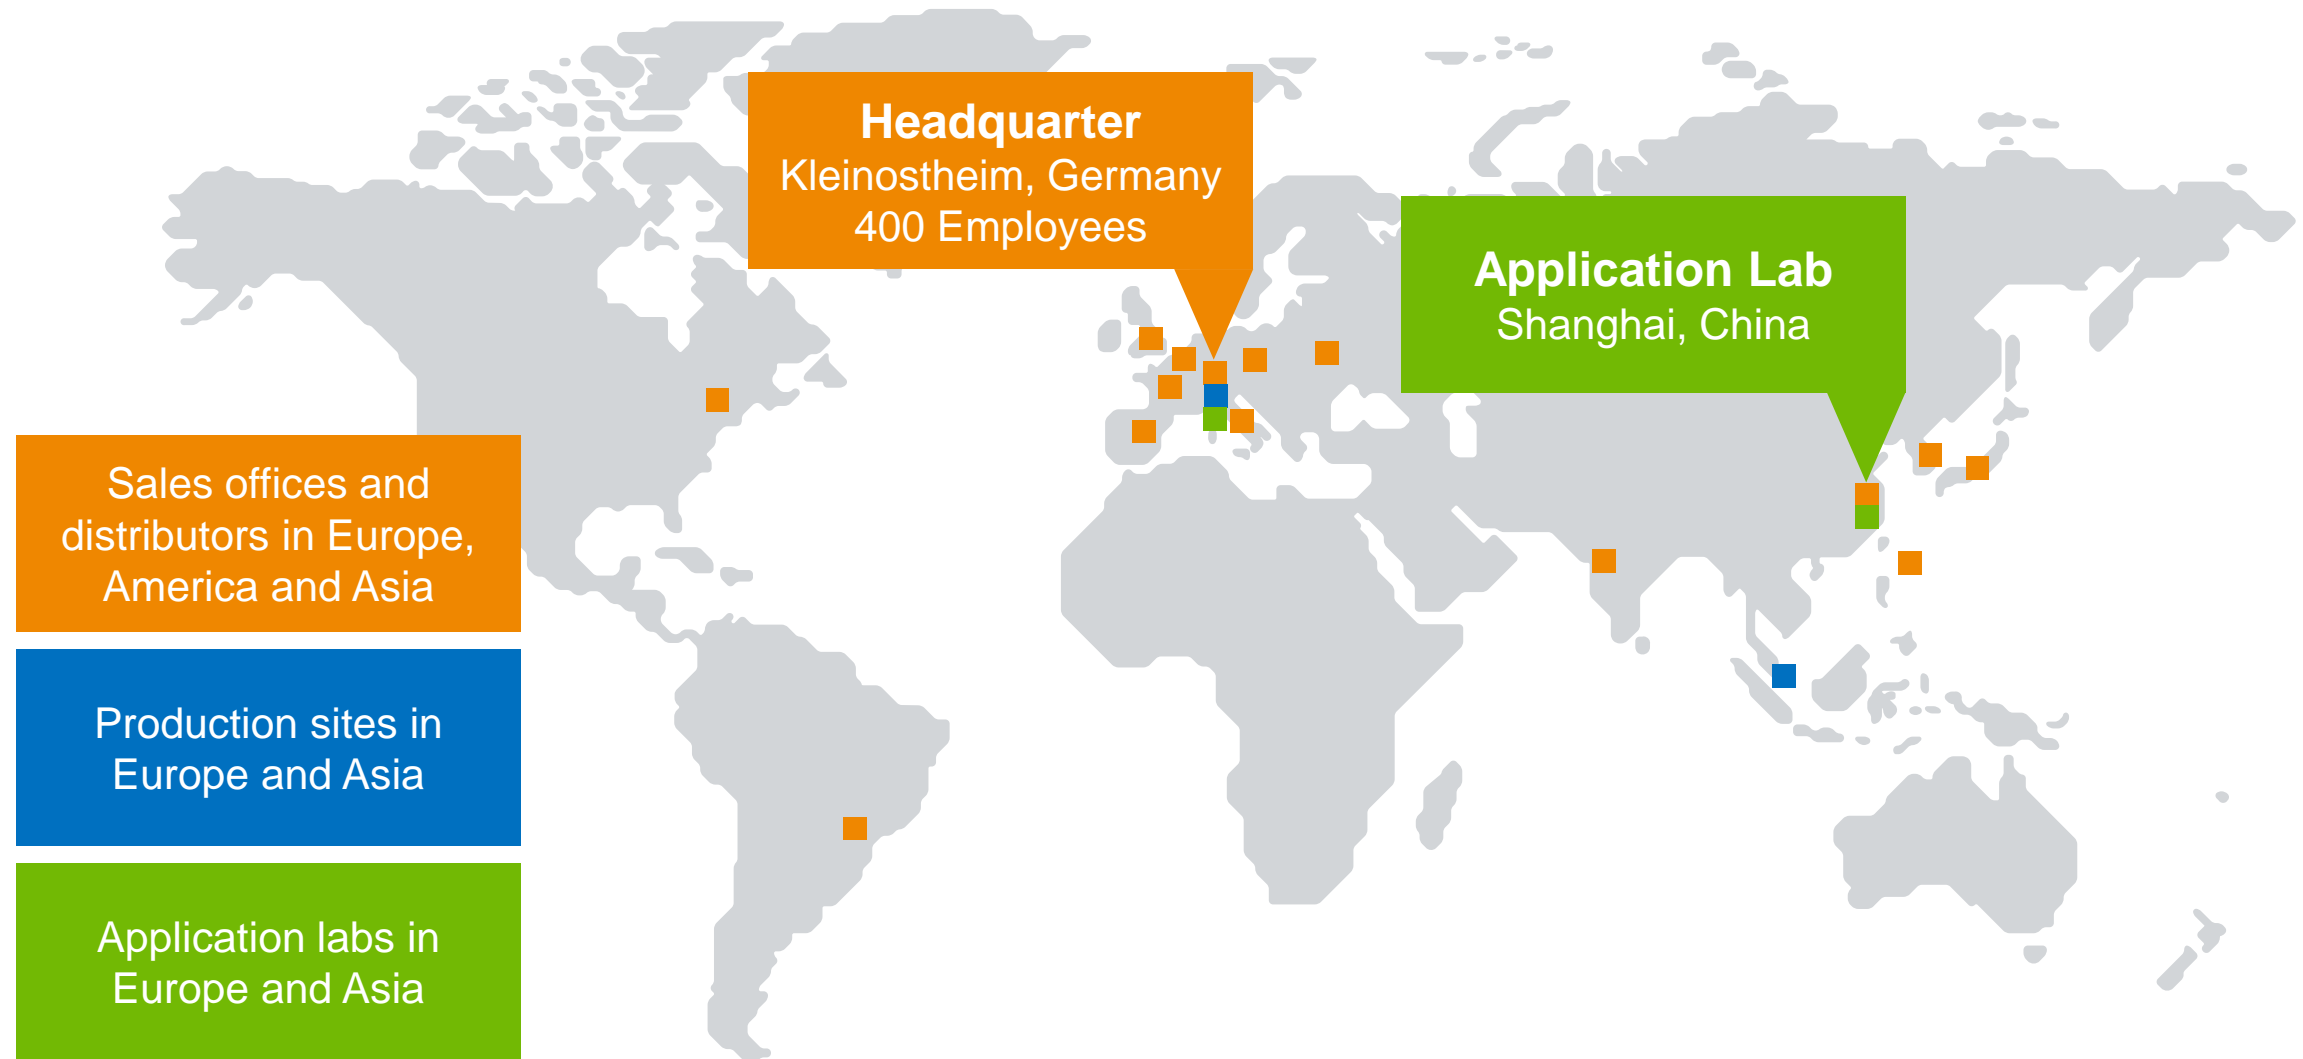 Headquarter
Kleinostheim, Germany
400 Employees
Application Lab
Shanghai, China
Sales offices and
distributors in Europe,
America and Asia
Production sites in
Europe and Asia
Application labs in
Europe and Asia